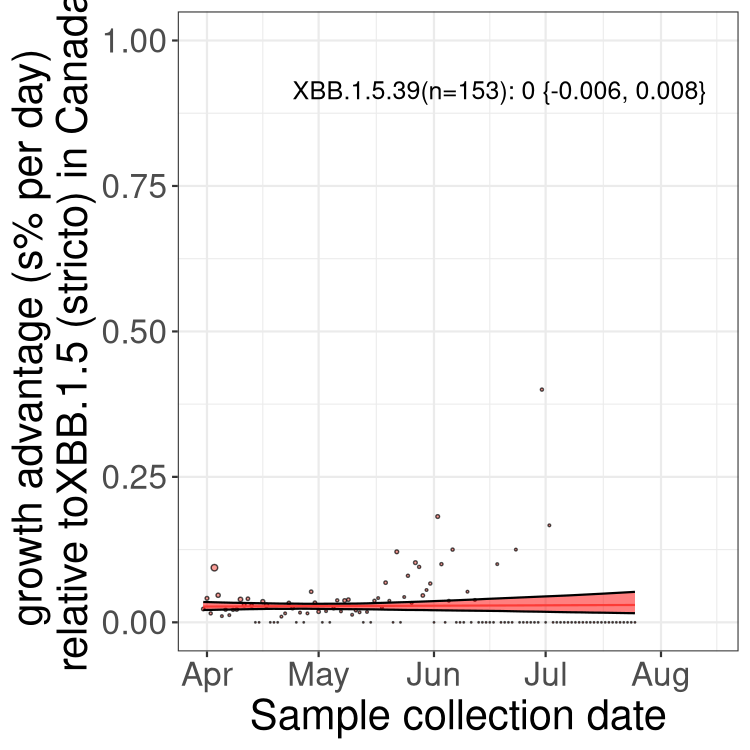 growth advantage (s% per day)
relative toXBB.1.5 (stricto) in Canada
1.00
0.75
0.50
0.25
0.00
XBB.1.5.39(n=153): 0 {-0.006, 0.008}
Apr May Jun Jul Aug
Sample collection date